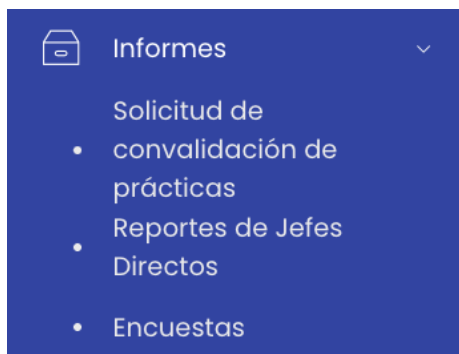 Informes
Solicitud de
convalidación de
prácticas
Reportes de Jefes
Directos
Encuestas